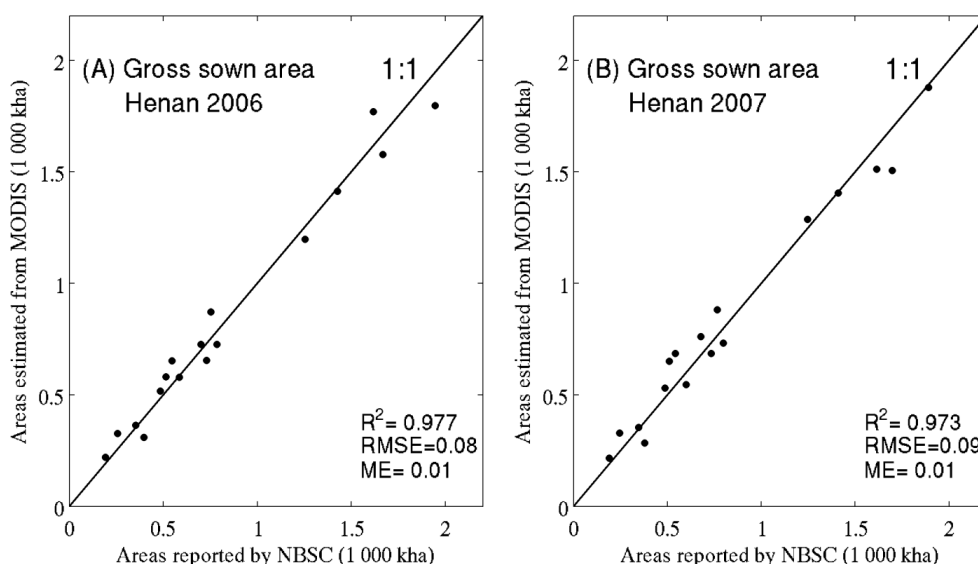 (A) Gross sown area 1:1
Henan 2006
Areas estimated from MODIS (1 000 kha)
2
1.5
1
0.5
0
R²= 0.977
RMSE=0.08
ME= 0.01
0 0.5 1 1.5 2
Areas reported by NBSC (1 000 kha)
(B) Gross sown area 1:1
Henan 2007
Areas estimated from MODIS (1 000 kha)
2
1.5
1
0.5
0
R²= 0.973
RMSE=0.09
ME= 0.01
0 0.5 1 1.5 2
Areas reported by NBSC (1 000 kha)